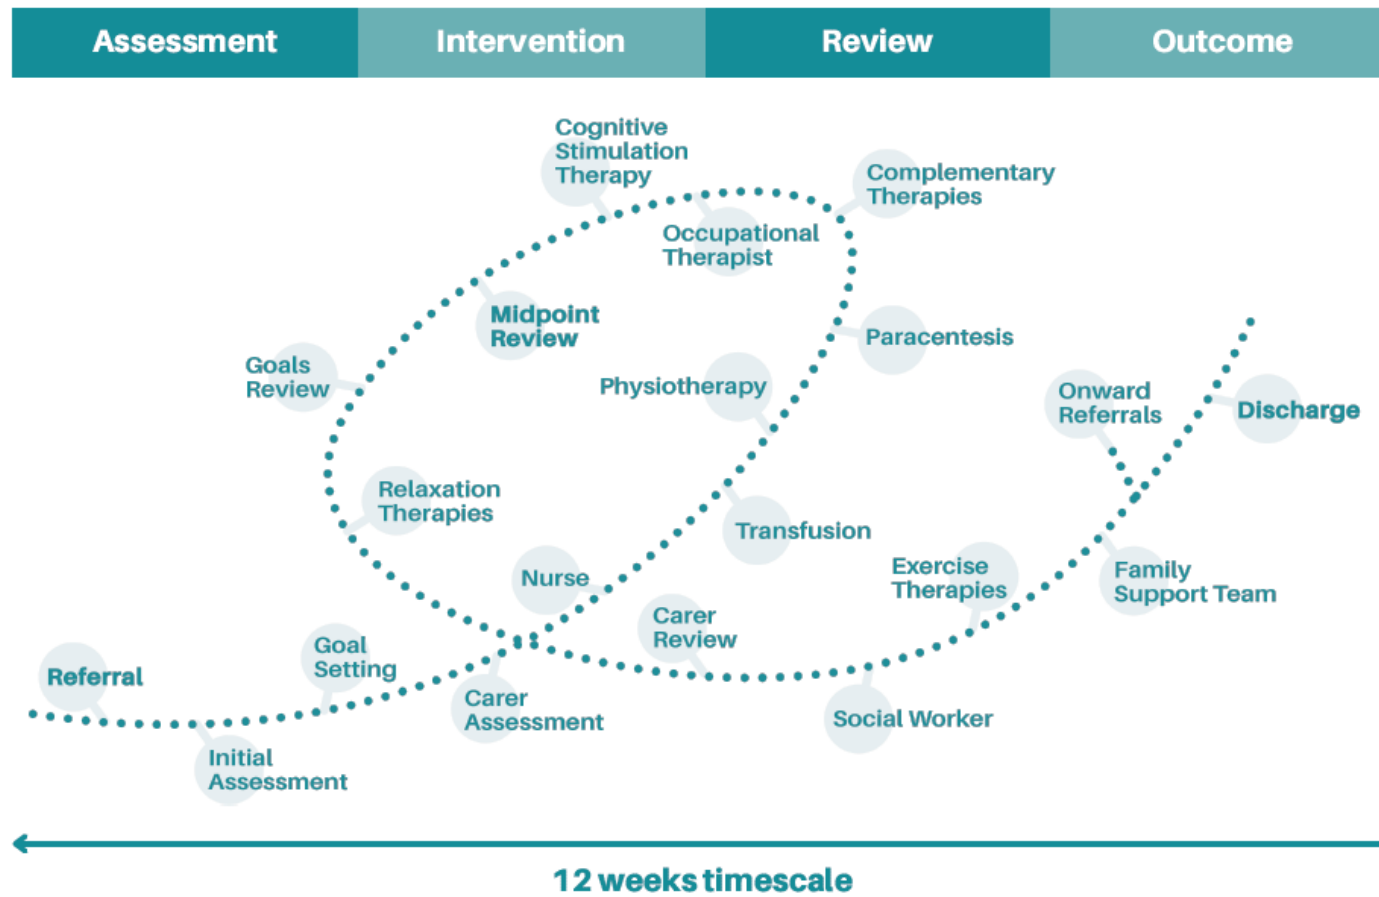 Assessment
Intervention
Review
Outcome
Cognitive
Stimulation
Therapy
Complementary
Therapies
Occupational
Therapist
Midpoint
Review
Paracentesis
Goals
Review
Physiotherapy
Onward
Referrals
Discharge
Relaxation
Therapies
Transfusion
Nurse
Exercise
Therapies
Family
Support Team
Carer
Review
Goal
Setting
Referral
Carer
Assessment
Social Worker
Initial
Assessment
12 weeks timescale